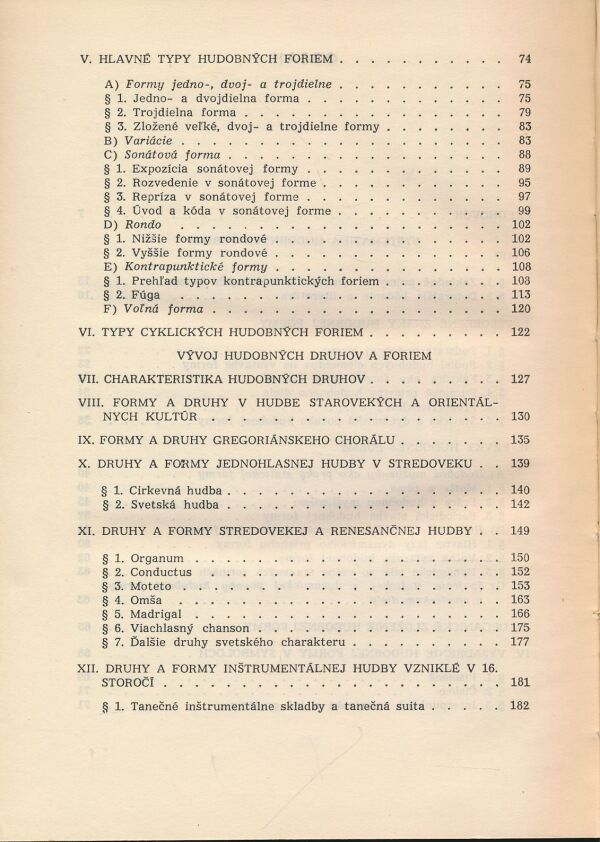 V. HLAVNÉ TYPY HUDOBNÝCH FORIEM . . . . . . . . . . . 74
A) Formy jedno-, dvoj- a trojdielne . . . . . . . . . . . 75
§ 1. Jedno- a dvojdielna forma . . . . . . . . . . . . 75
§ 2. Trojdielna forma . . . . . . . . . . . . . . . 79
§ 3. Zložené veľké, dvoj- a trojdielne formy . . . . . . . . 83
B) Variácie . . . . . . . . . . . . . . . . . . . 83
C) Sonátová forma . . . . . . . . . . . . . . . . 88
§ 1. Expozícia sonátovej formy . . . . . . . . . . . . 89
§ 2. Rozvedenie v sonátovej forme . . . . . . . . . . . 95
§ 3. Repríza v sonátovej forme . . . . . . . . . . . . 97
§ 4. Úvod a kóda v sonátovej forme . . . . . . . . . . 99
D) Rondo . . . . . . . . . . . . . . . . . . . 102
§ 1. Nižšie formy rondové . . . . . . . . . . . . . 102
§ 2. Vyššie formy rondové . . . . . . . . . . . . . 106
E) Kontrapunktické formy . . . . . . . . . . . . . 108
§ 1. Prehľad typov kontrapunktických foriem . . . . . . . 108
§ 2. Fúga . . . . . . . . . . . . . . . . . . . 113
F) Voľná forma . . . . . . . . . . . . . . . . . 120
VI. TYPY CYKLICKÝCH HUDOBNÝCH FORIEM . . . . . . . . . 122
VÝVOJ HUDOBNÝCH DRUHOV A FORIEM
VII. CHARAKTERISTIKA HUDOBNÝCH DRUHOV . . . . . . . . . 127
VIII. FORMY A DRUHY V HUDBE STAROVEKÝCH A ORIENTÁL-
NYCH KULTÚR . . . . . . . . . . . . . . . . . 130
IX. FORMY A DRUHY GREGORIÁNSKEHO CHORÁLU . . . . . . . 135
X. DRUHY A FORMY JEDNOHLASNEJ HUDBY V STREDOVEKU . . 139
§ 1. Cirkevná hudba . . . . . . . . . . . . . . . . 140
§ 2. Svetská hudba . . . . . . . . . . . . . . . . 142
XI. DRUHY A FORMY STREDOVEKEJ A RENESANČNEJ HUDBY . . 149
§ 1. Organum . . . . . . . . . . . . . . . . . . 150
§ 2. Conductus . . . . . . . . . . . . . . . . . . 152
§ 3. Moteto . . . . . . . . . . . . . . . . . . . 153
§ 4. Omša . . . . . . . . . . . . . . . . . . . 163
§ 5. Madrigal . . . . . . . . . . . . . . . . . . 166
§ 6. Viachlasný chanson . . . . . . . . . . . . . . 175
§ 7. Ďalšie druhy svetského charakteru . . . . . . . . . 177
XII. DRUHY A FORMY INŠTRUMENTÁLNEJ HUDBY VZNIKLÉ V 16.
STOROČÍ . . . . . . . . . . . . . . . . . . . 181
§ 1. Tanečné inštrumentálne skladby a tanečná suita . . . . . 182